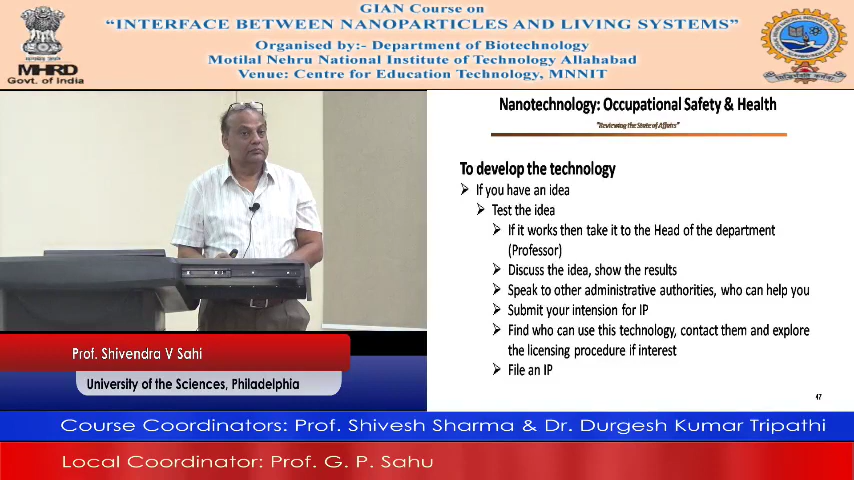 GIAN Course on
“INTERFACE BETWEEN NANOPARTICLES AND LIVING SYSTEMS”
Organised by:- Department of Biotechnology
Motilal Nehru National Institute of Technology Allahabad
Venue: Centre for Education Technology, MNNIT
MHRD
Govt. of India
Nanotechnology: Occupational Safety & Health
"Reviewing the State of Affairs"
To develop the technology
If you have an idea
Test the idea
If it works then take it to the Head of the department
(Professor)
Discuss the idea, show the results
Speak to other administrative authorities, who can help you
Submit your intension for IP
Find who can use this technology, contact them and explore
the licensing procedure if interest
File an IP
47
Prof. Shivendra V Sahi
University of the Sciences, Philadelphia
Course Coordinators: Prof. Shivesh Sharma & Dr. Durgesh Kumar Tripathi
Local Coordinator: Prof. G. P. Sahu